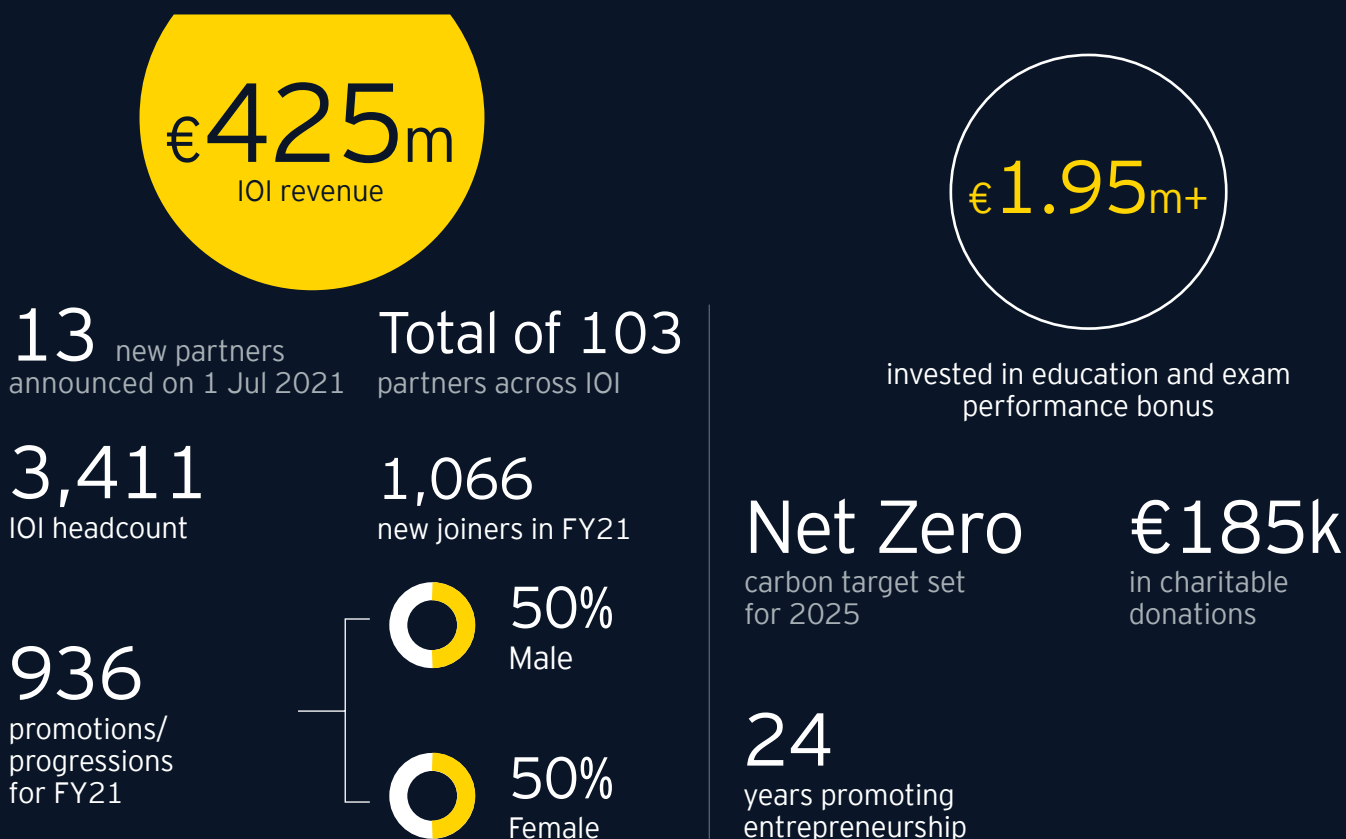 €425m
IOI revenue
13 new partners
announced on 1 Jul 2021
Total of 103
partners across IOI
3,411
IOI headcount
1,066
new joiners in FY21
936
promotions/
progressions
for FY21
50%
Male
50%
Female
€1.95m+
invested in education and exam
performance bonus
Net Zero
carbon target set
for 2025
€185k
in charitable
donations
24
years promoting
entrepreneurship